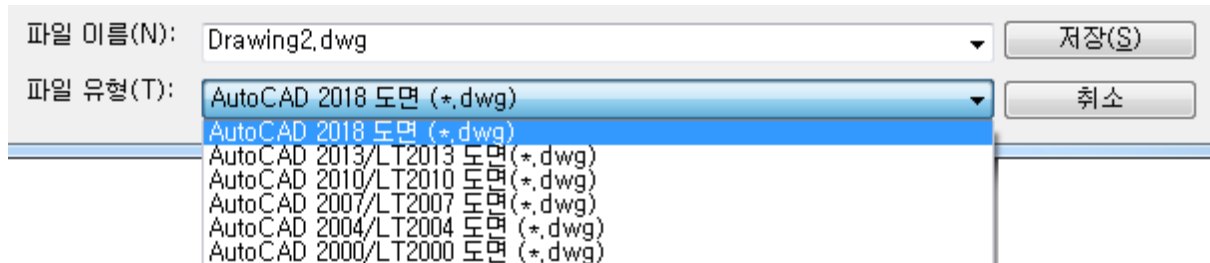 파일 이름(N): Drawing2.dwg 저장(S)
파일 유형(T): AutoCAD 2018 도면 (*.dwg) 취소
AutoCAD 2018 도면 (*.dwg)
AutoCAD 2013/LT2013 도면(*.dwg)
AutoCAD 2010/LT2010 도면(*.dwg)
AutoCAD 2007/LT2007 도면(*.dwg)
AutoCAD 2004/LT2004 도면 (*.dwg)
AutoCAD 2000/LT2000 도면 (*.dwg)